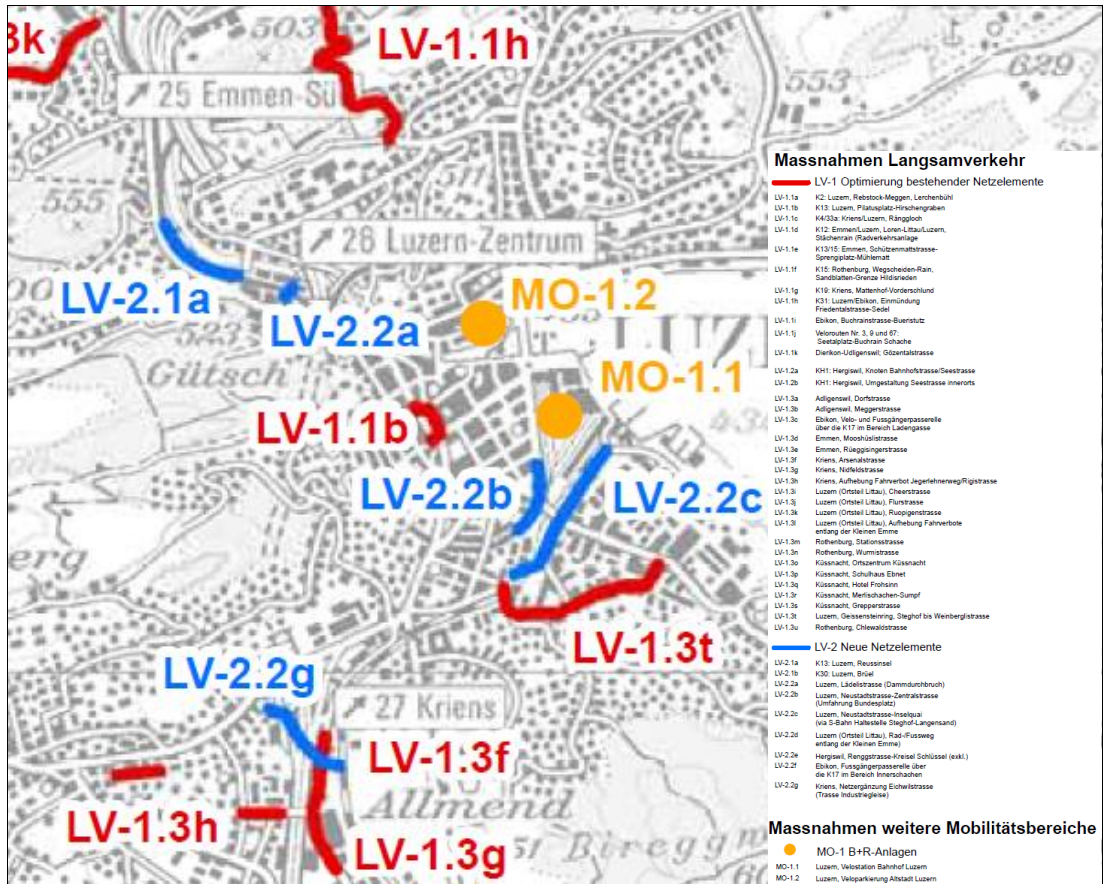 3k
503
LV-1.1h
25 Emmen-Sü
553
629
555
511
26 Luzern-Zentrum
LV-2.1a
LV-2.2a
MO-1.2
LUZ
Gütsch
MO-1.1
LV-1.1b
LV-2.2b
LV-2.2c
erg
LV-1.3t
LV-2.2g
27 Kriens
LV-1.3f
Allmend
LV-1.3h
LV-1.3g
Massnahmen Langsamverkehr
LV-1 Optimierung bestehender Netzelemente
LV-1.1a K2: Luzern, Rebstock-Meggen, Lerchenbühl
LV-1.1b K13: Luzern, Pilatusplatz-Hirschengraben
LV-1.1c K4/33a: Kriens/Luzern, Ränggloch
LV-1.1d K12: Emmen/Luzern, Loren-Littau/Luzern,
Stächenrain (Radverkehrsanlage
LV-1.1e K13/15: Emmen, Schützenmattstrasse-
Sprengiplatz-Mühlematt
LV-1.1f K15: Rothenburg, Wegscheiden-Rain,
Sandblatten-Grenze Hildisrieden
LV-1.1g K19: Kriens, Mattenhof-Vorderschlund
LV-1.1h K31: Luzern/Ebikon, Einmündung
Friedentalstrasse-Sedel
LV-1.1i Ebikon, Buchrainstrasse-Bueristutz
LV-1.1j Velorouten Nr. 3, 9 und 67:
Seetalplatz-Buchrain Schache
LV-1.1k Dierikon-Udligenswil; Götzentalstrasse
LV-1.2a KH1: Hergiswil, Knoten Bahnhofstrasse/Seestrasse
LV-1.2b KH1: Hergiswil, Umgestaltung Seestrasse innerorts
LV-1.3a Adligenswil, Dorfstrasse
LV-1.3b Adligenswil, Meggerstrasse
LV-1.3c Ebikon, Velo- und Fussgängerpasserelle
über die K17 im Bereich Ladengasse
LV-1.3d Emmen, Mooshüslistrasse
LV-1.3e Emmen, Rüeggisingerstrasse
LV-1.3f Kriens, Arsenalstrasse
LV-1.3g Kriens, Nidfeldstrasse
LV-1.3h Kriens, Aufhebung Fahrverbot Jegerlehnerweg/Rigistrasse
LV-1.3i Luzern (Ortsteil Littau), Cheerstrasse
LV-1.3j Luzern (Ortsteil Littau), Flurstrasse
LV-1.3k Luzern (Ortsteil Littau), Ruopigenstrasse
LV-1.3l Luzern (Ortsteil Littau), Aufhebung Fahrverbote
entlang der Kleinen Emme
LV-1.3m Rothenburg, Stationsstrasse
LV-1.3n Rothenburg, Wurmistrasse
LV-1.3o Küssnacht, Ortszentrum Küssnacht
LV-1.3p Küssnacht, Schulhaus Ebnet
LV-1.3q Küssnacht, Hotel Frohsinn
LV-1.3r Küssnacht, Merlischachen-Sumpf
LV-1.3s Küssnacht, Grepperstrasse
LV-1.3t Luzern, Geissensteinring, Steghof bis Weinberglistrasse
LV-1.3u Rothenburg, Chlewaldstrasse
LV-2 Neue Netzelemente
LV-2.1a K13: Luzern, Reussinsel
LV-2.1b K30: Luzern, Brüel
LV-2.2a Luzern, Lädelistrasse (Dammdurchbruch)
LV-2.2b Luzern, Neustadtstrasse-Zentralstrasse
(Umfahrung Bundesplatz)
LV-2.2c Luzern, Neustadtstrasse-Inselquai
(via S-Bahn Haltestelle Steghof-Langensand)
LV-2.2d Luzern (Ortsteil Littau), Rad-/Fussweg
entlang der Kleinen Emme)
LV-2.2e Hergiswil, Renggstrasse-Kreisel Schlüssel (exkl.)
LV-2.2f Ebikon, Fussgängerpasserelle über
die K17 im Bereich Innerschachen
LV-2.2g Kriens, Netzergänzung Eichwilstrasse
(Trasse Industriegleise)
Massnahmen weitere Mobilitätsbereiche
MO-1 B+R-Anlagen
MO-1.1 Luzern, Velostation Bahnhof Luzern
MO-1.2 Luzern, Veloparkierung Altstadt Luzern